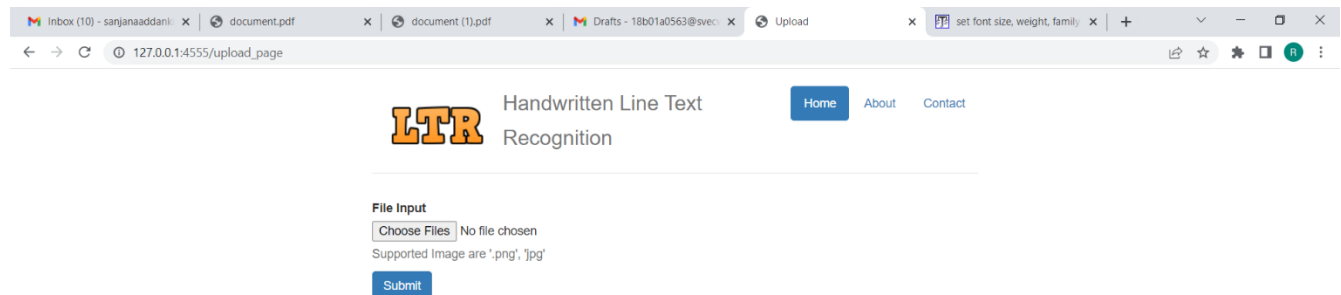 Inbox (10) - sanjanaaddank
document.pdf
document (1).pdf
Drafts - 18b01a0563@svec
Upload
set font size, weight, family
127.0.0.1:4555/upload_page
R
LTR
Handwritten Line Text
Recognition
Home
About
Contact
File Input
Choose Files No file chosen
Supported Image are '.png', 'jpg'
Submit